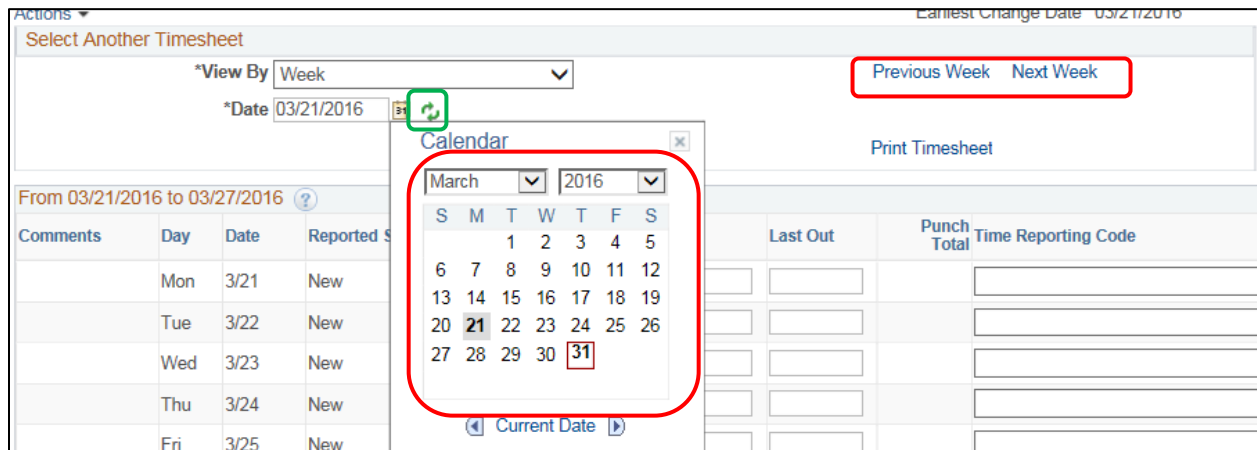 Actions
Earliest Change Date 03/21/2016
Select Another Timesheet
*View By Week
Previous Week Next Week
*Date 03/21/2016 31
Calendar
Print Timesheet
March 2016
From 03/21/2016 to 03/27/2016 ?
S M T W T F S
Comments Day Date Reported S Last Out Punch Total Time Reporting Code
1 2 3 4 5
6 7 8 9 10 11 12
Mon 3/21 New
13 14 15 16 17 18 19
Tue 3/22 New
20 21 22 23 24 25 26
27 28 29 30 31
Wed 3/23 New
Thu 3/24 New
Current Date
Fri 3/25 New